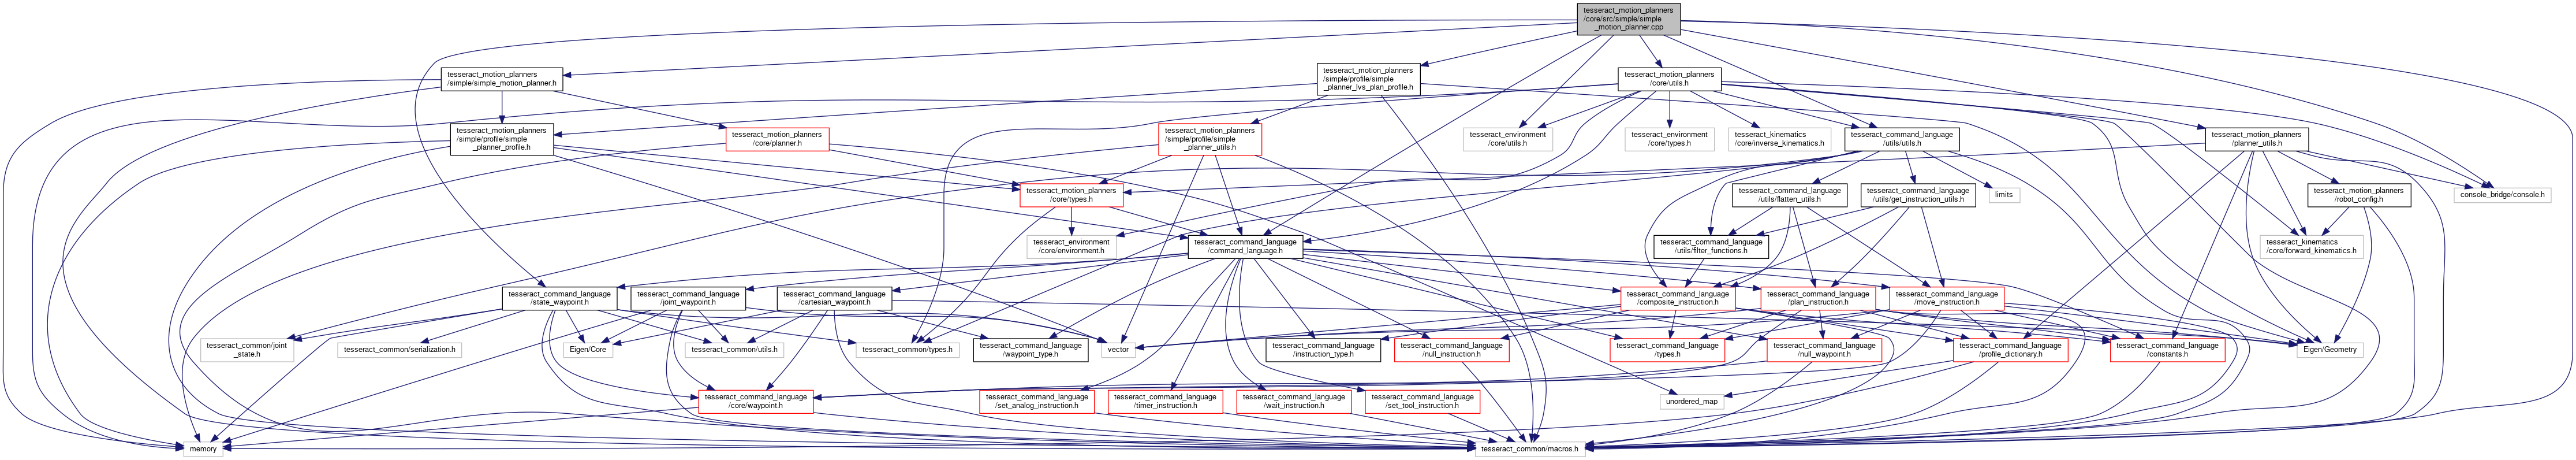 tesseract_motion_planners
/core/src/simple/simple
_motion_planner.cpp
tesseract_motion_planners
/simple/simple_motion_planner.h
tesseract_motion_planners
/simple/profile/simple
_planner_lvs_plan_profile.h
tesseract_motion_planners
/core/utils.h
tesseract_motion_planners
/simple/profile/simple
_planner_profile.h
tesseract_motion_planners
/core/planner.h
tesseract_motion_planners
/simple/profile/simple
_planner_utils.h
tesseract_environment
/core/utils.h
tesseract_environment
/core/types.h
tesseract_kinematics
/core/inverse_kinematics.h
tesseract_command_language
/utils/utils.h
tesseract_motion_planners
/planner_utils.h
tesseract_motion_planners
/core/types.h
tesseract_command_language
/utils/flatten_utils.h
tesseract_command_language
/utils/get_instruction_utils.h
limits
tesseract_motion_planners
/robot_config.h
console_bridge/console.h
tesseract_environment
/core/environment.h
tesseract_command_language
/command_language.h
tesseract_command_language
/utils/filter_functions.h
tesseract_kinematics
/core/forward_kinematics.h
tesseract_command_language
/state_waypoint.h
tesseract_command_language
/joint_waypoint.h
tesseract_command_language
/cartesian_waypoint.h
tesseract_command_language
/composite_instruction.h
tesseract_command_language
/plan_instruction.h
tesseract_command_language
/move_instruction.h
tesseract_common/joint
_state.h
tesseract_common/serialization.h
Eigen/Core
tesseract_common/utils.h
tesseract_common/types.h
tesseract_command_language
/waypoint_type.h
vector
tesseract_command_language
/instruction_type.h
tesseract_command_language
/null_instruction.h
tesseract_command_language
/types.h
tesseract_command_language
/null_waypoint.h
tesseract_command_language
/profile_dictionary.h
tesseract_command_language
/constants.h
Eigen/Geometry
tesseract_command_language
/core/waypoint.h
tesseract_command_language
/set_analog_instruction.h
tesseract_command_language
/timer_instruction.h
tesseract_command_language
/wait_instruction.h
tesseract_command_language
/set_tool_instruction.h
unordered_map
memory
tesseract_common/macros.h